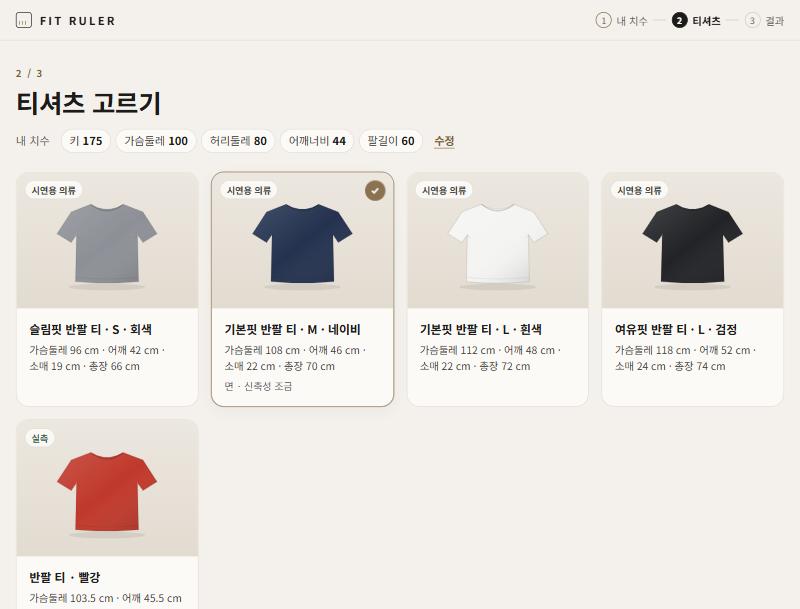 FIT RULER
1 내 치수 2 티셔츠 3 결과
2 / 3
티셔츠 고르기
내 치수 키 175 가슴둘레 100 허리둘레 80 어깨너비 44 팔길이 60 수정
시연용 의류
슬림핏 반팔 티 · S · 회색
가슴둘레 96 cm · 어깨 42 cm ·
소매 19 cm · 총장 66 cm
시연용 의류
기본핏 반팔 티 · M · 네이비
가슴둘레 108 cm · 어깨 46 cm ·
소매 22 cm · 총장 70 cm
면 · 신축성 조금
시연용 의류
기본핏 반팔 티 · L · 흰색
가슴둘레 112 cm · 어깨 48 cm ·
소매 22 cm · 총장 72 cm
시연용 의류
여유핏 반팔 티 · L · 검정
가슴둘레 118 cm · 어깨 52 cm ·
소매 24 cm · 총장 74 cm
실측
반팔 티 · 빨강
가슴둘레 103.5 cm · 어깨 45.5 cm